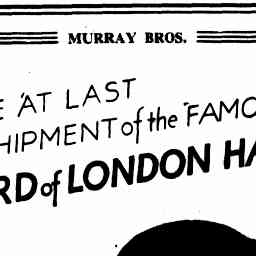 MURRAY BROS.
E 'AT LAST
HIPMENT of the "FAMO
RD of LONDON HA